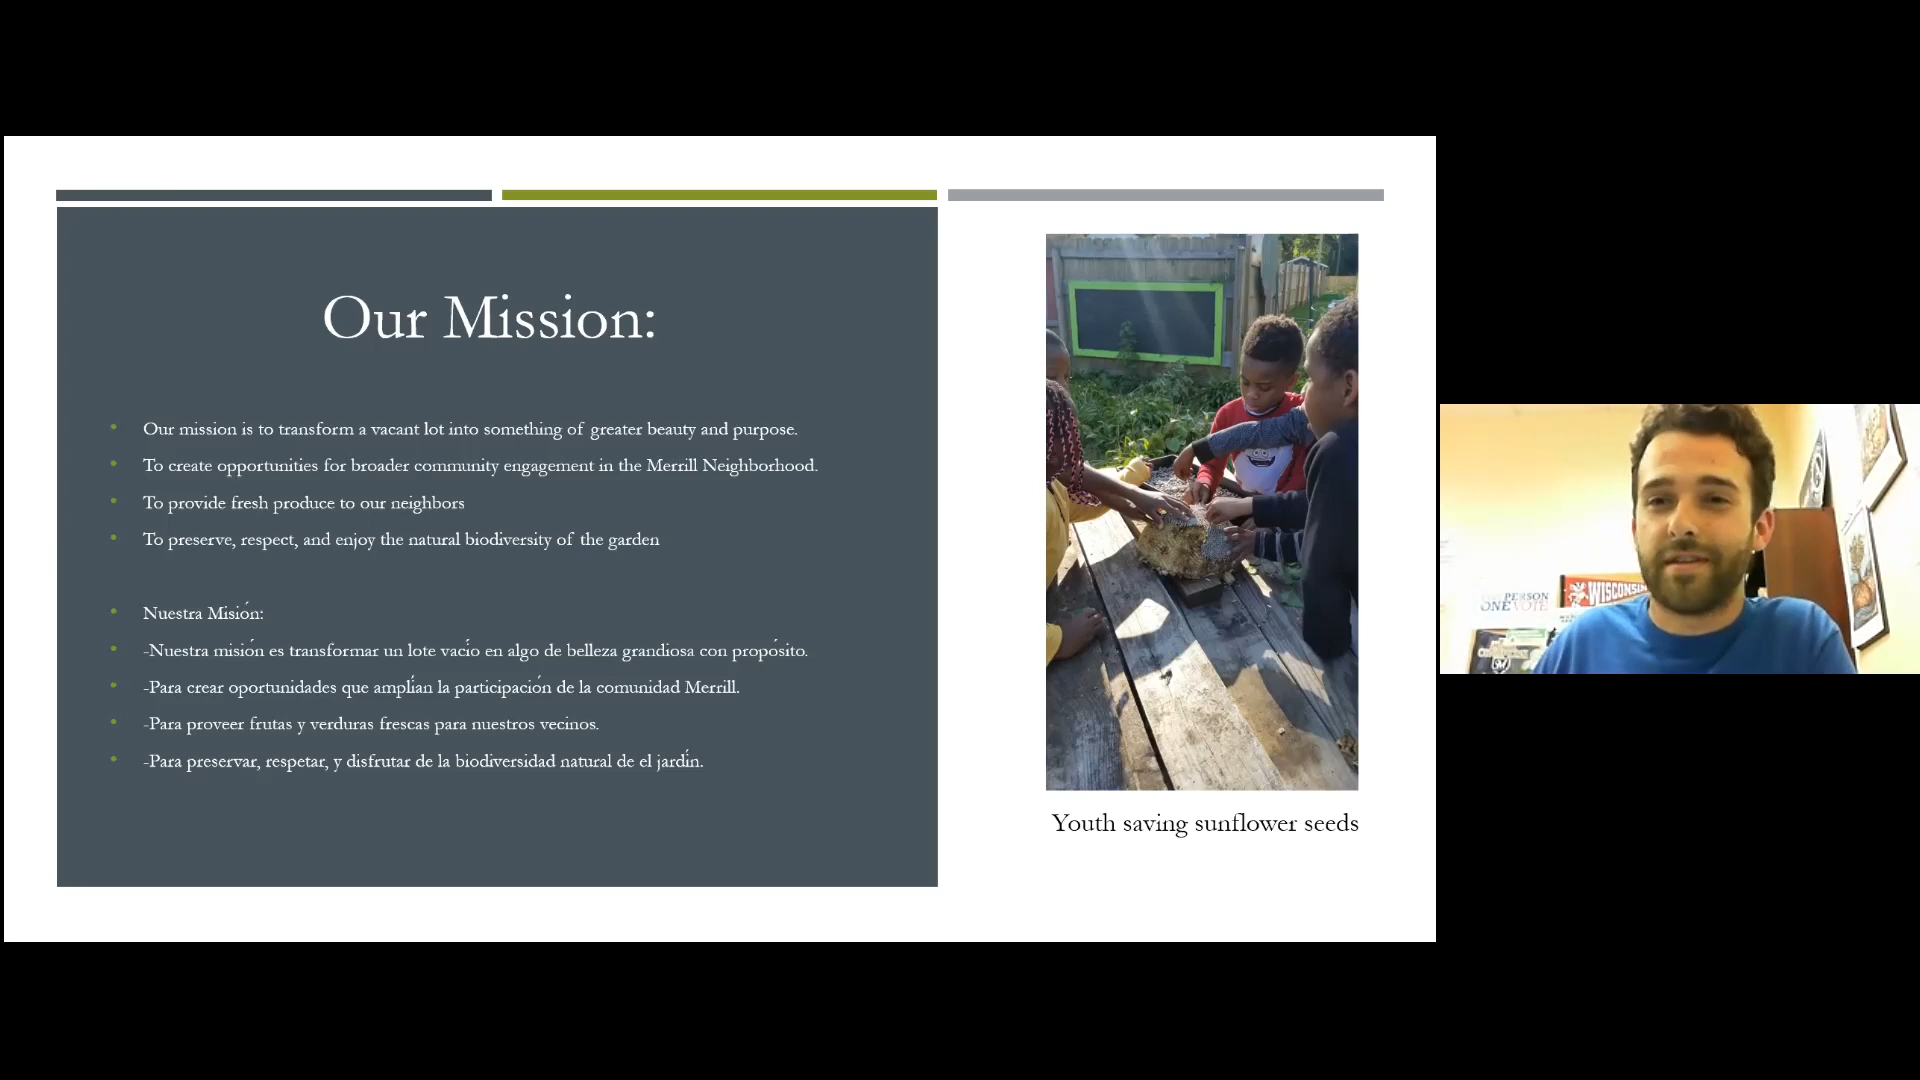 Our Mission:
Our mission is to transform a vacant lot into something of greater beauty and purpose.
To create opportunities for broader community engagement in the Merrill Neighborhood.
To provide fresh produce to our neighbors
To preserve, respect, and enjoy the natural biodiversity of the garden
Nuestra Misión:
-Nuestra misión es transformar un lote vacío en algo de belleza grandiosa con propósito.
-Para crear oportunidades que amplían la participación de la comunidad Merrill.
-Para proveer frutas y verduras frescas para nuestros vecinos.
-Para preservar, respetar, y disfrutar de la biodiversidad natural de el jardín.
Youth saving sunflower seeds
PERSON
ONE VOTE
WISCONSIN